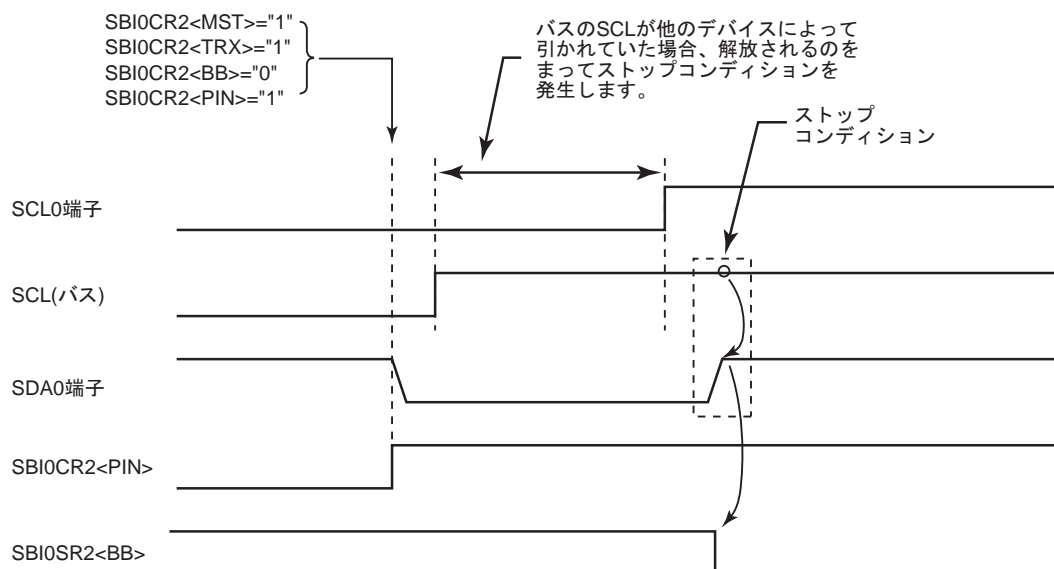 SBI0CR2<MST>="1"
SBI0CR2<TRX>="1"
SBI0CR2<BB>="0"
SBI0CR2<PIN>="1"
バスのSCLが他のデバイスによって
引かれていた場合、解放されるのを
まってストップコンディションを
発生します。
ストップ
コンディション
SCL0端子
SCL(バス)
SDA0端子
SBI0CR2<PIN>
SBI0SR2<BB>